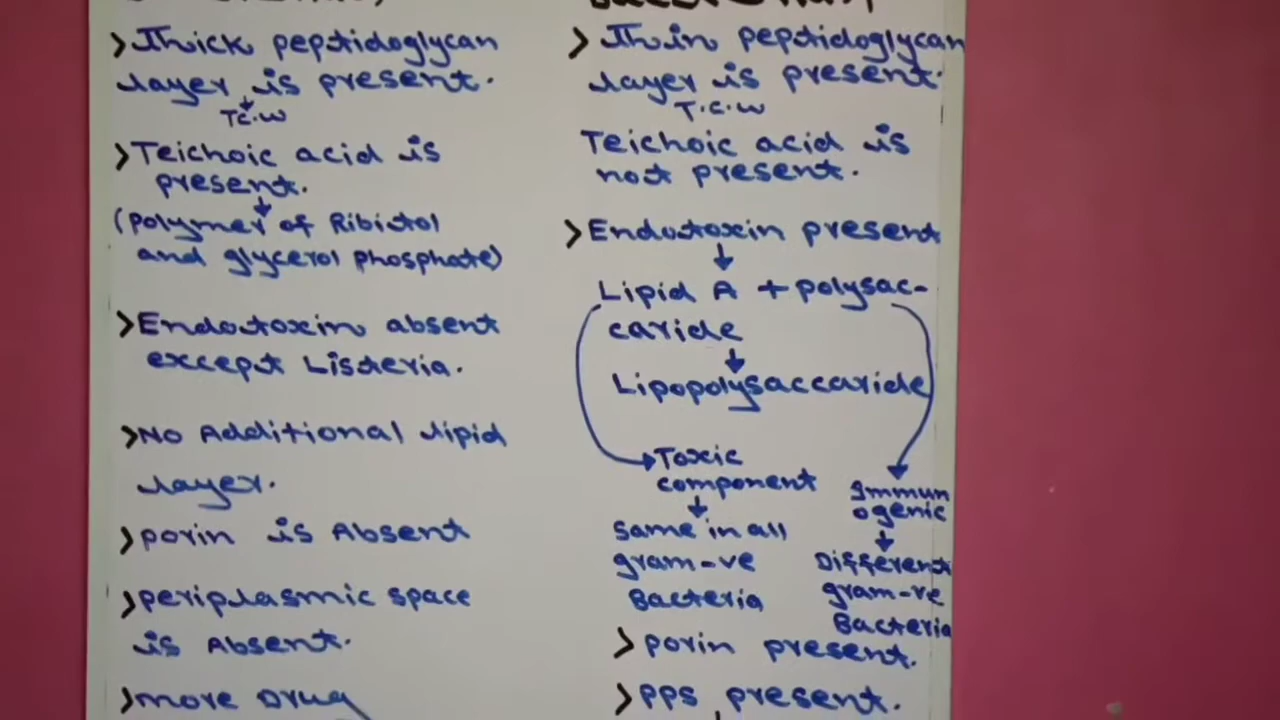 > Thick peptidoglycan
layer is present.
T.C.W
> Teichoic acid is
present.
(polymer of Ribitol
and glycerol phosphate)
> Endotoxin absent
except Listeria.
> No Additional lipid
layer.
> porin is Absent
> periplasmic space
is Absent.
> more Drug
> Thin peptidoglycan
layer is present.
T.C.W
Teichoic acid is
not present.
> Endotoxin present
Lipid A + polysac-
caride
Lipopolysaccaride
Toxic
component
same in all
gram-ve
Bacteria
Immun
ogenic
Different
gram-ve
Bacteria
> porin present.
> PPS present.